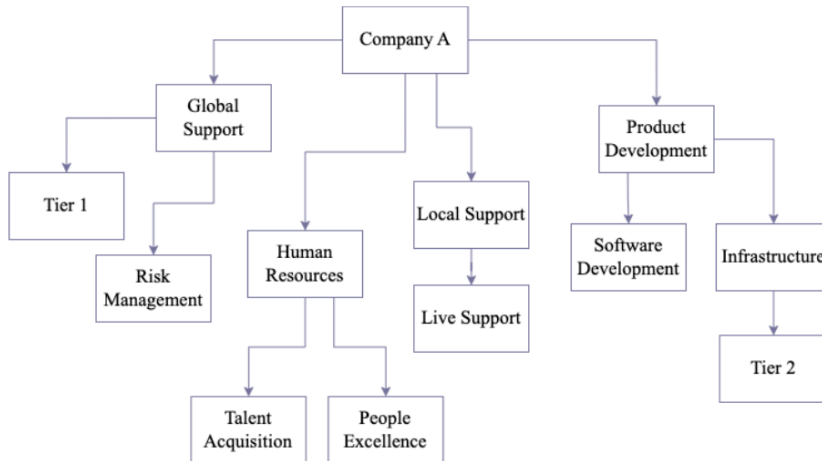 Company A
Global
Support
Product
Development
Tier 1
Local Support
Human
Resources
Software
Development
Infrastructure
Risk
Management
Live Support
Tier 2
Talent
Acquisition
People
Excellence